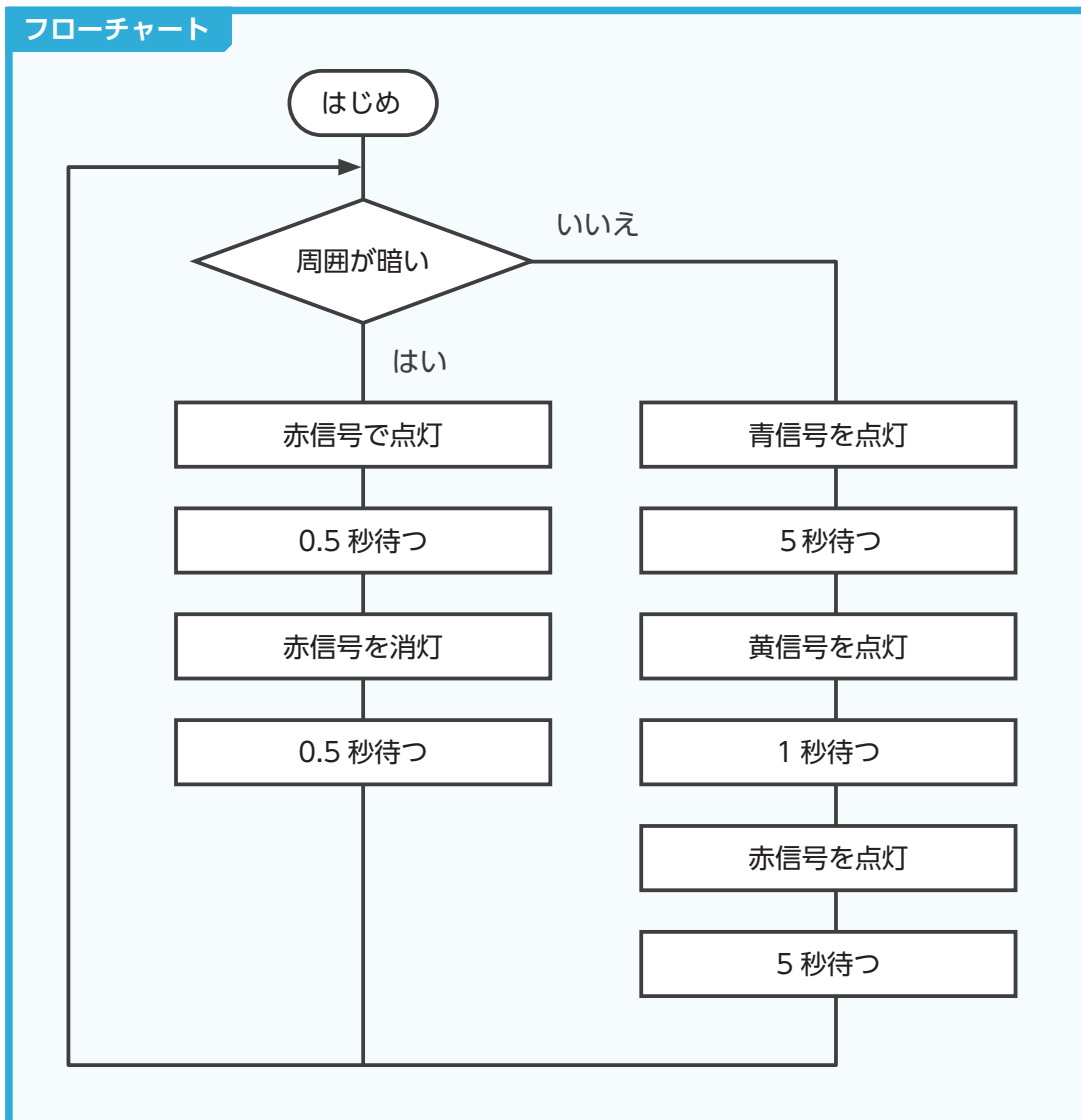 フローチャート
はじめ
周囲が暗い
いいえ
はい
赤信号で点灯
0.5 秒待つ
赤信号を消灯
0.5 秒待つ
青信号を点灯
5 秒待つ
黄信号を点灯
1 秒待つ
赤信号を点灯
5 秒待つ